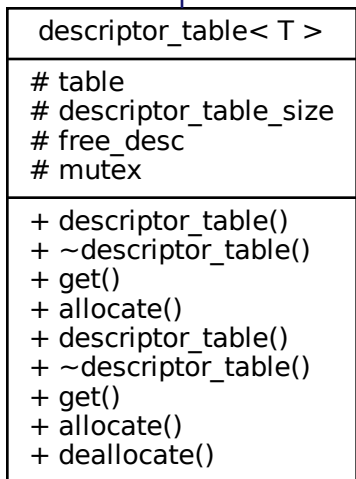 descriptor_table< T >
# table
# descriptor_table_size
# free_desc
# mutex
+ descriptor_table()
+ ~descriptor_table()
+ get()
+ allocate()
+ descriptor_table()
+ ~descriptor_table()
+ get()
+ allocate()
+ deallocate()